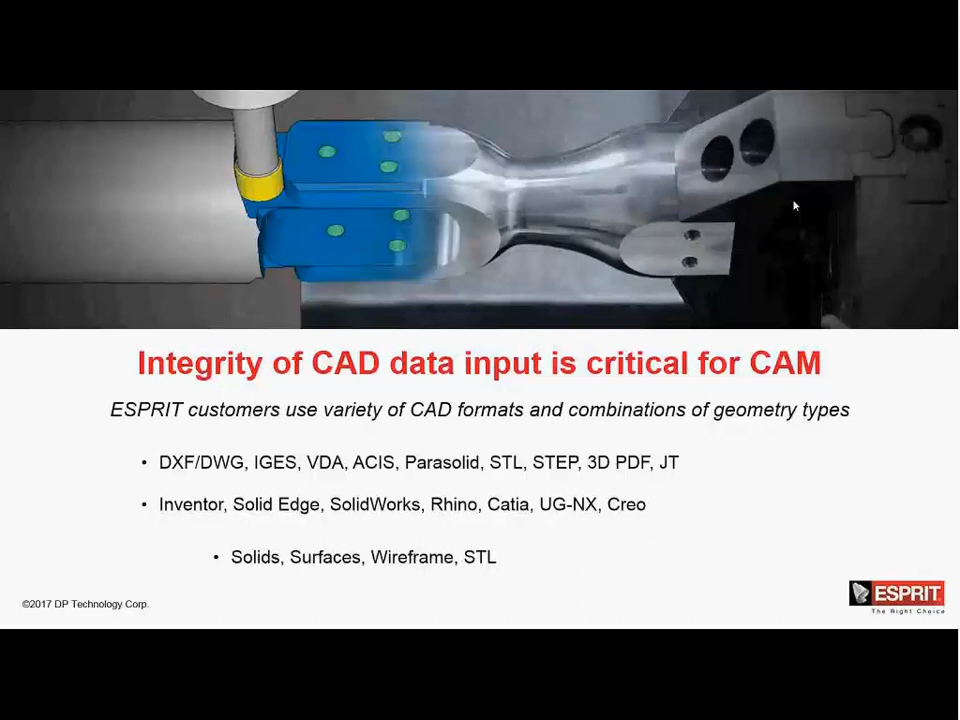 Integrity of CAD data input is critical for CAM
ESPRIT customers use variety of CAD formats and combinations of geometry types
• DXF/DWG, IGES, VDA, ACIS, Parasolid, STL, STEP, 3D PDF, JT
• Inventor, Solid Edge, SolidWorks, Rhino, Catia, UG-NX, Creo
• Solids, Surfaces, Wireframe, STL
©2017 DP Technology Corp.
ESPRIT
The Right Choice